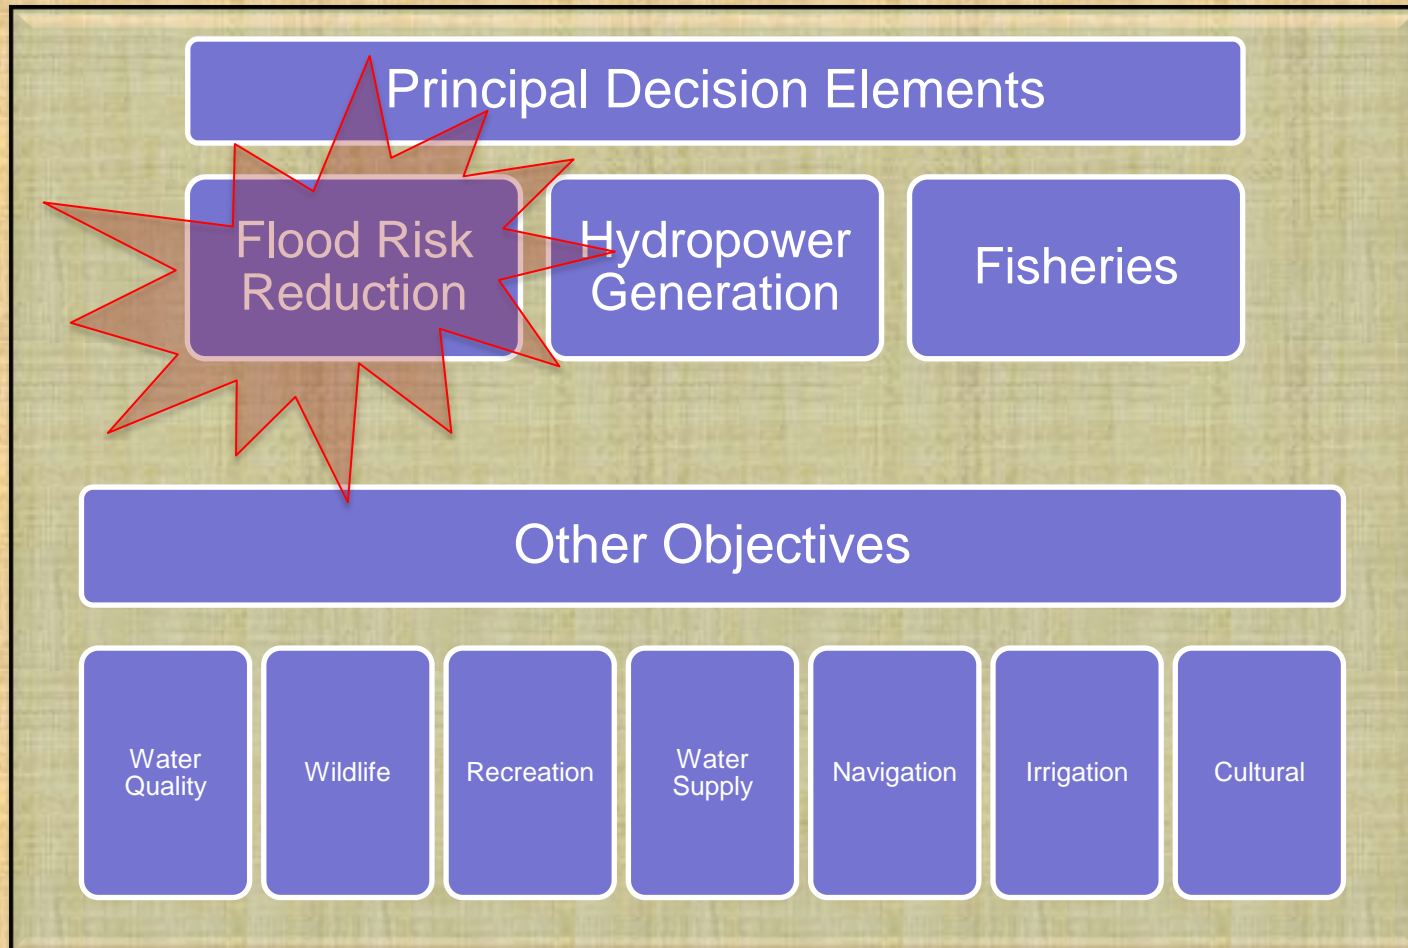 Principal Decision Elements
Flood Risk
Reduction
Hydropower
Generation
Fisheries
Other Objectives
Water
Quality
Wildlife
Recreation
Water
Supply
Navigation
Irrigation
Cultural